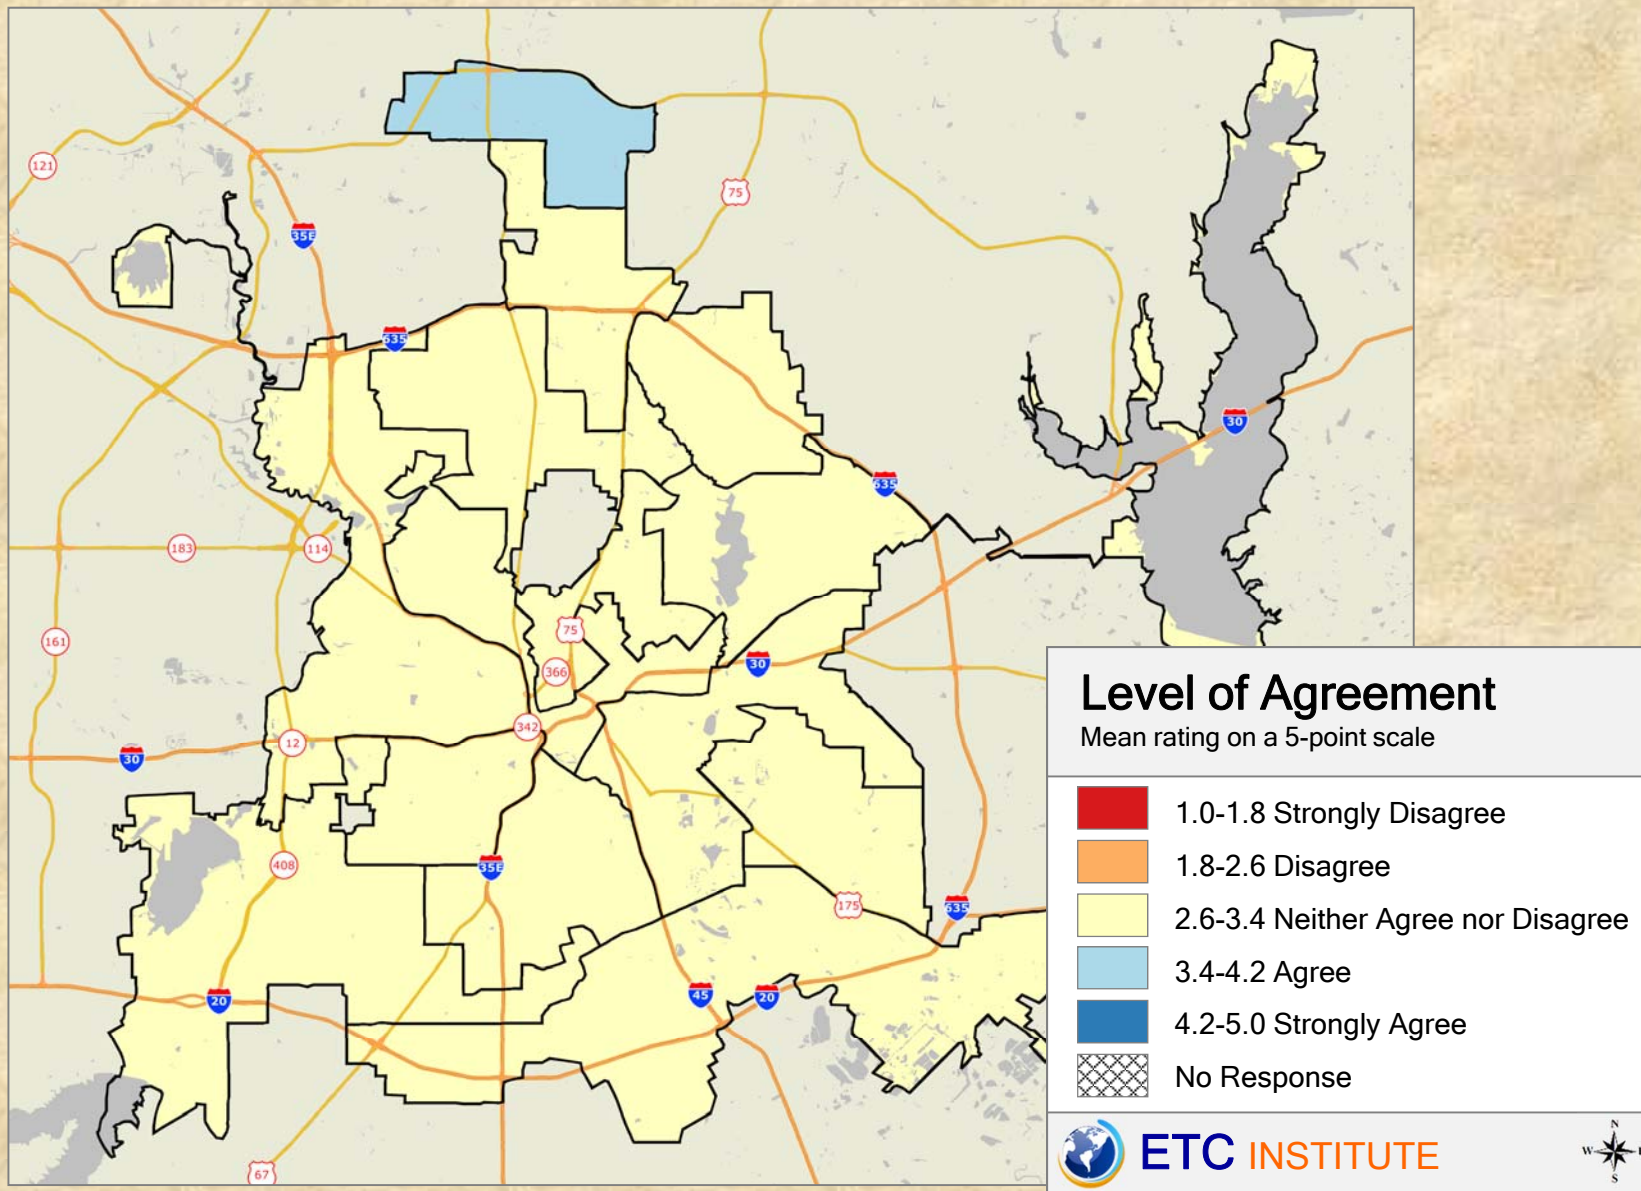 121
75
35E
635
30
635
183
114
161
75
366
30
342
12
30
408
35E
175
635
20
45
20
67
Level of Agreement
Mean rating on a 5-point scale
1.0-1.8 Strongly Disagree
1.8-2.6 Disagree
2.6-3.4 Neither Agree nor Disagree
3.4-4.2 Agree
4.2-5.0 Strongly Agree
No Response
ETC INSTITUTE
N
W
S